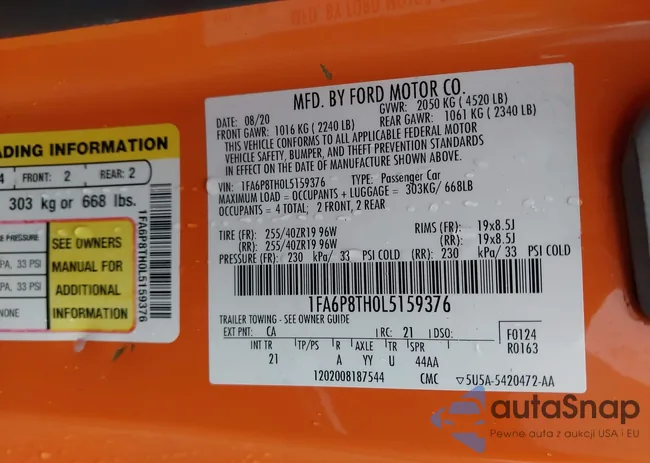 MFD. BY FORD MOTOR CO.
DATE: 08/20
GVWR: 2050 KG ( 4520 LB)
FRONT GAWR: 1016 KG ( 2240 LB)
REAR GAWR: 1061 KG ( 2340 LB)
THIS VEHICLE CONFORMS TO ALL APPLICABLE FEDERAL MOTOR
VEHICLE SAFETY, BUMPER, AND THEFT PREVENTION STANDARDS
IN EFFECT ON THE DATE OF MANUFACTURE SHOWN ABOVE.
VIN: 1FA6P8TH0L5159376 TYPE: Passenger Car
MAXIMUM LOAD = OCCUPANTS + LUGGAGE = 303KG/ 668LB
OCCUPANTS = 4 TOTAL; 2 FRONT, 2 REAR
TIRE (FR): 255/40ZR19 96W RIMS (FR): 19x8.5J
(RR): 255/40ZR19 96W (RR): 19x8.5J
PRESSURE (FR): 230 kPa/ 33 PSI COLD (RR): 230 kPa/ 33 PSI COLD
1FA6P8TH0L5159376
TRAILER TOWING - SEE OWNER GUIDE
EXT PNT: CA RC: 21 DSO:
F0124
R0163
INT TR TP/PS R AXLE TR SPR
21 A YY U 44AA
1202008187544 CMC 5U5A-5420472-AA
ADING INFORMATION
4 FRONT: 2 REAR: 2
303 kg or 668 lbs.
E PRESSURE
PA, 33 PSI
PA, 33 PSI
NONE
SEE OWNERS
MANUAL FOR
ADDITIONAL
INFORMATION
1FA6P8TH0L5159376
autoSnap
Pewne auta z aukcji USA i EU